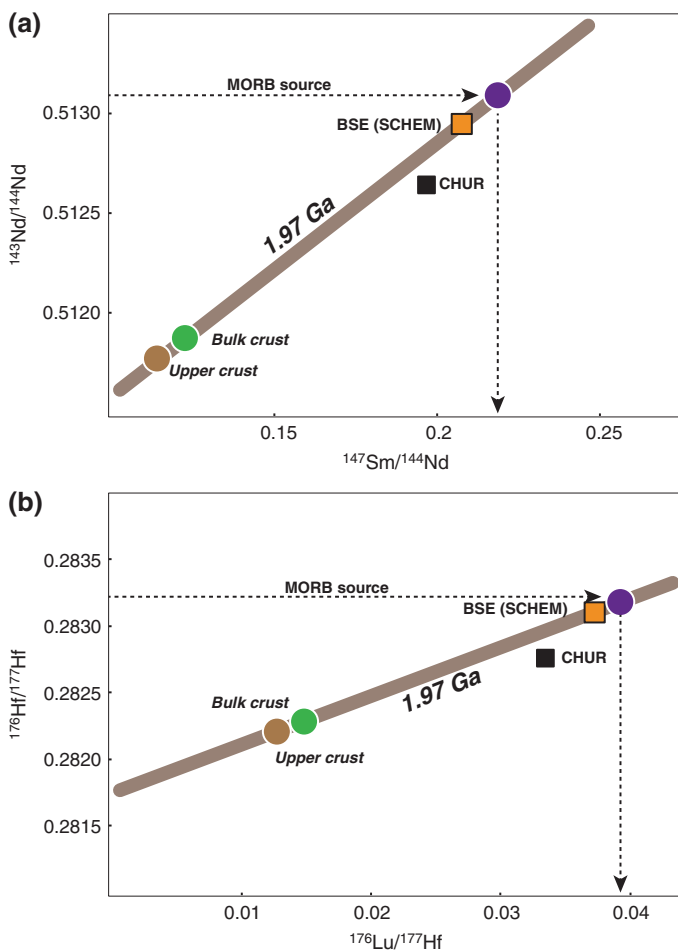 (a)
0.5130
0.5125
0.5120
¹⁴³Nd/¹⁴⁴Nd
MORB source
BSE (SCHEM)
CHUR
1.97 Ga
Bulk crust
Upper crust
0.15
0.2
0.25
¹⁴⁷Sm/¹⁴⁴Nd
(b)
0.2835
0.2830
0.2825
0.2820
0.2815
¹⁷⁶Hf/¹⁷⁷Hf
MORB source
BSE (SCHEM)
CHUR
1.97 Ga
Bulk crust
Upper crust
0.01
0.02
0.03
0.04
¹⁷⁶Lu/¹⁷⁷Hf